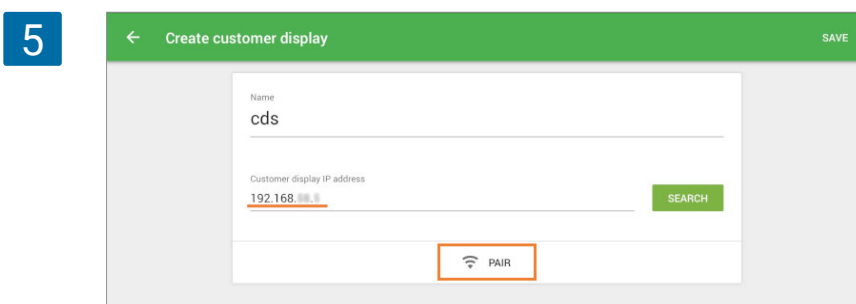 5
Create customer display
SAVE
Name
cds
Customer display IP address
192.168.
SEARCH
PAIR